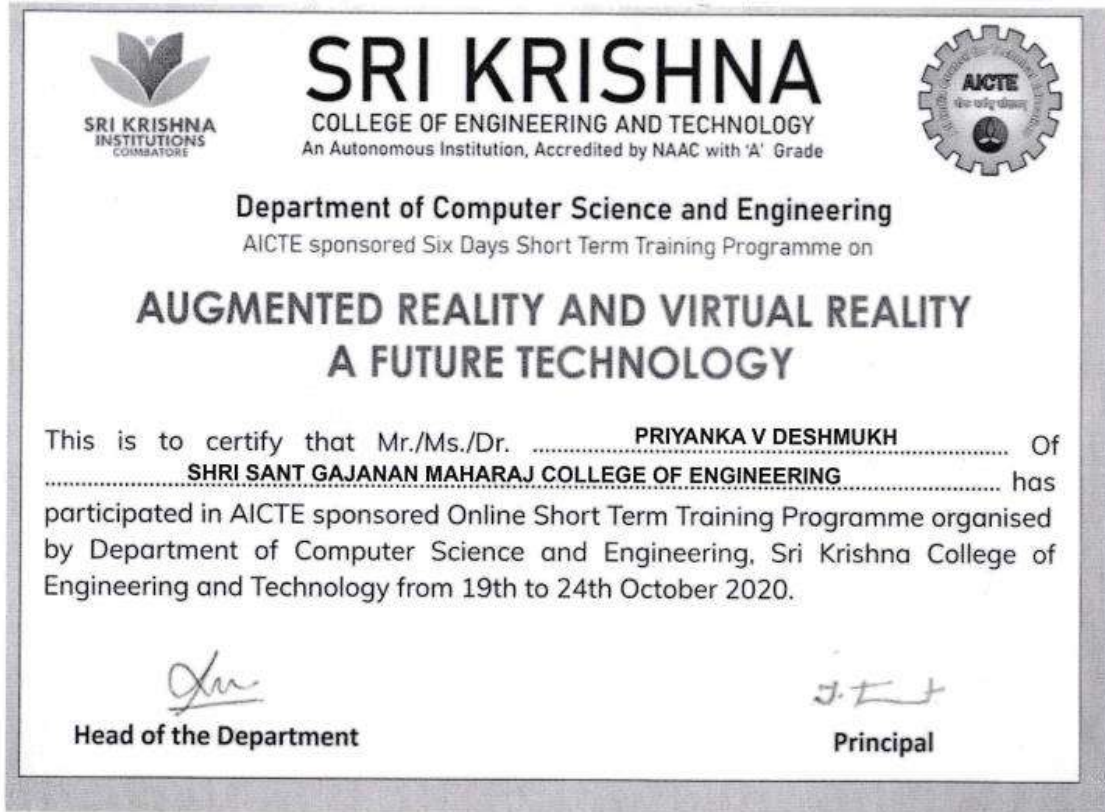 SRI KRISHNA
INSTITUTIONS
COIMBATORE
SRI KRISHNA
COLLEGE OF ENGINEERING AND TECHNOLOGY
An Autonomous Institution, Accredited by NAAC with 'A' Grade
AICTE
Department of Computer Science and Engineering
AICTE sponsored Six Days Short Term Training Programme on
AUGMENTED REALITY AND VIRTUAL REALITY
A FUTURE TECHNOLOGY
This is to certify that Mr./Ms./Dr. PRIYANKA V DESHMUKH Of
SHRI SANT GAJANAN MAHARAJ COLLEGE OF ENGINEERING has
participated in AICTE sponsored Online Short Term Training Programme organised
by Department of Computer Science and Engineering, Sri Krishna College of
Engineering and Technology from 19th to 24th October 2020.
Head of the Department
Principal